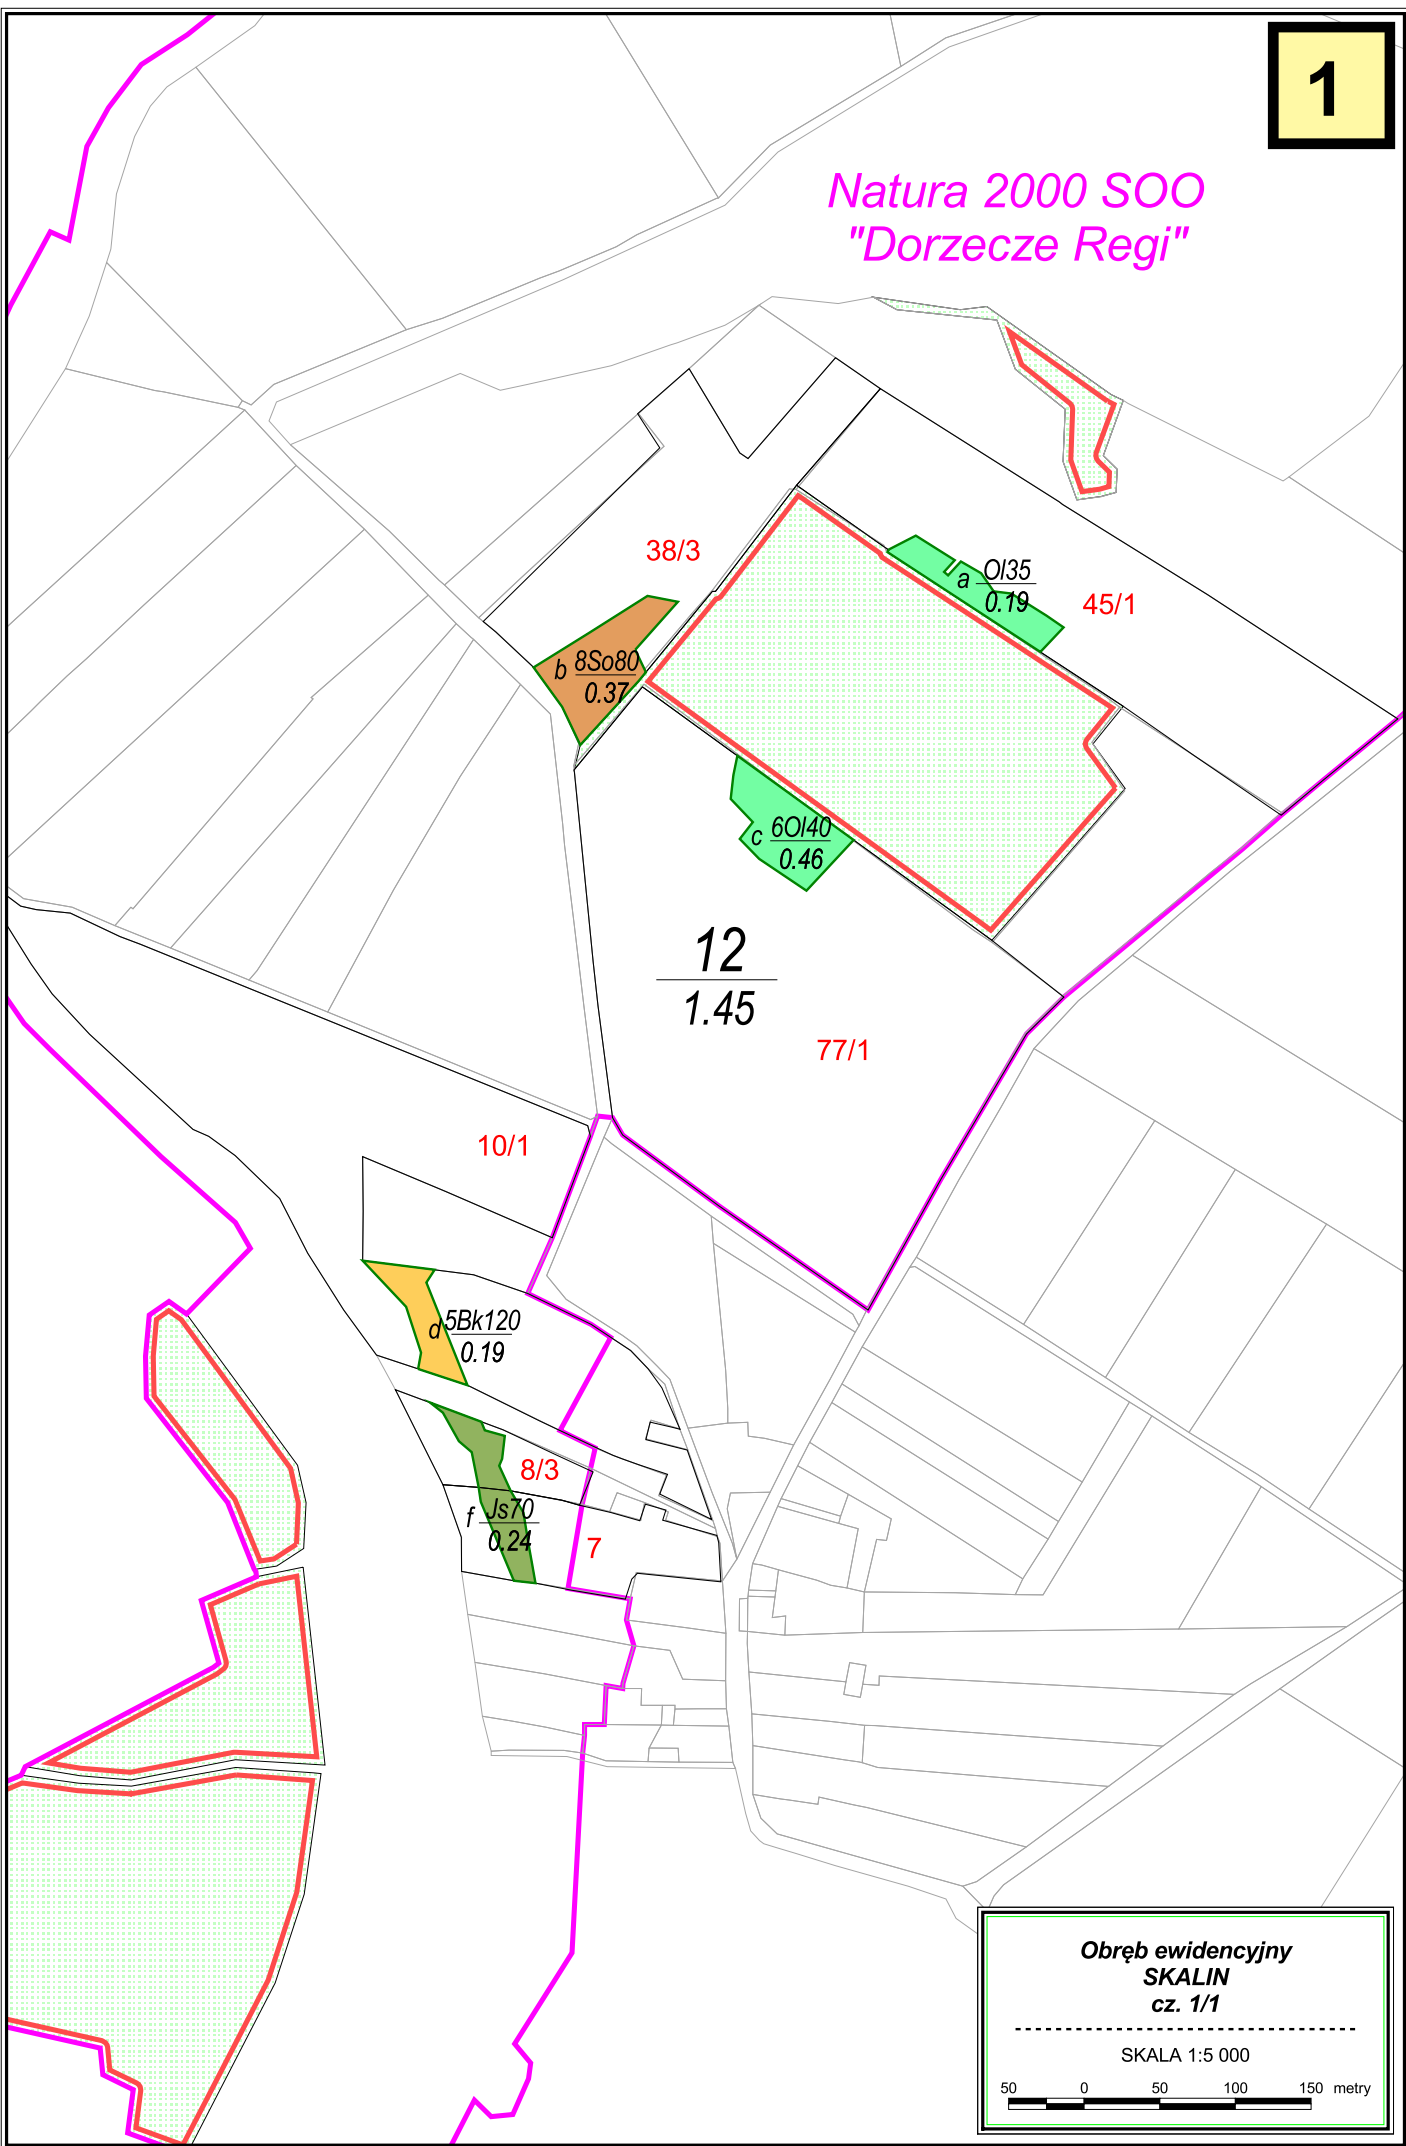 1
Natura 2000 SOO
"Dorzecze Regi"
38/3
a Ol35
0.19
45/1
b 8So80
0.37
c 6Ol40
0.46
12
1.45
77/1
10/1
d 5Bk120
0.19
8/3
f Js70
0.24
7
Obręb ewidencyjny
SKALIN
cz. 1/1
SKALA 1:5 000
50 0 50 100 150 metry